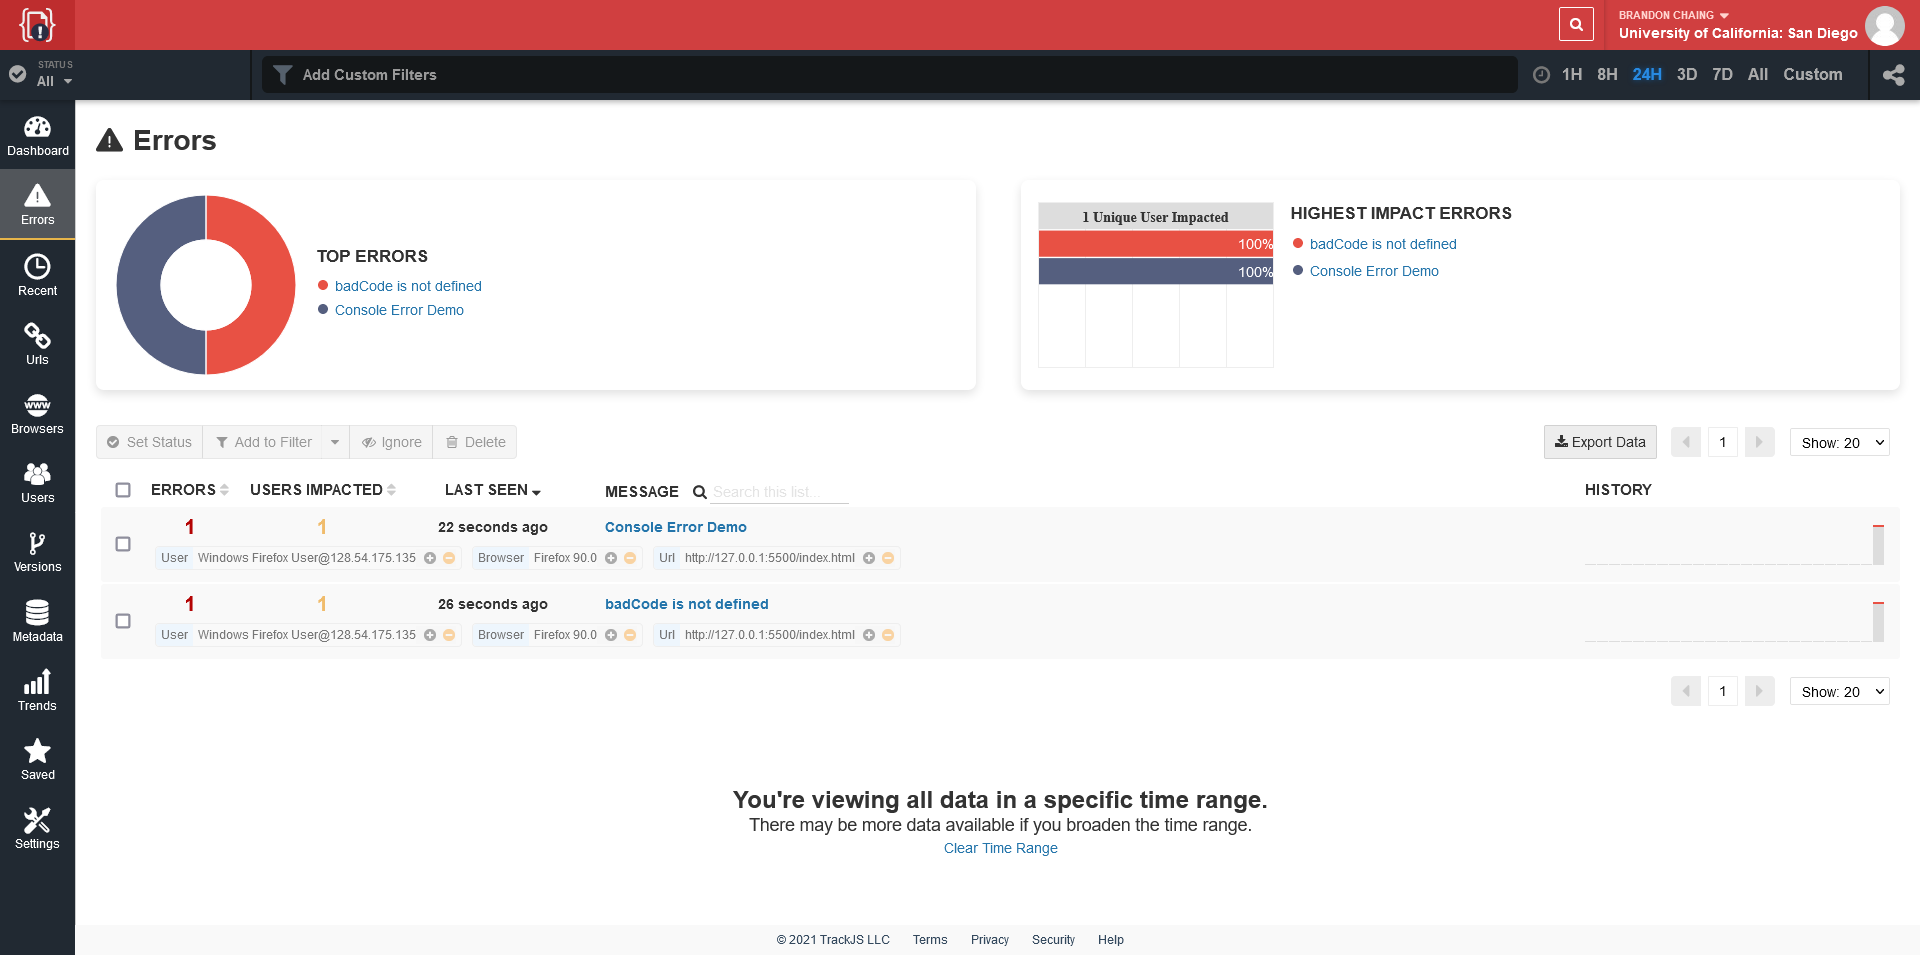 BRANDON CHAING
University of California: San Diego
STATUS
All
Add Custom Filters
1H 8H 24H 3D 7D All Custom
Dashboard
Errors
Recent
Urls
WWW
Browsers
Users
Versions
Metadata
Trends
Saved
Settings
Errors
TOP ERRORS
badCode is not defined
Console Error Demo
1 Unique User Impacted
100%
100%
HIGHEST IMPACT ERRORS
badCode is not defined
Console Error Demo
Set Status Add to Filter Ignore Delete
Export Data 1 Show: 20
ERRORS USERS IMPACTED LAST SEEN MESSAGE Search this list... HISTORY
1 1 22 seconds ago Console Error Demo
User Windows Firefox User@128.54.175.135 Browser Firefox 90.0 Url http://127.0.0.1:5500/index.html
1 1 26 seconds ago badCode is not defined
User Windows Firefox User@128.54.175.135 Browser Firefox 90.0 Url http://127.0.0.1:5500/index.html
1 Show: 20
You're viewing all data in a specific time range.
There may be more data available if you broaden the time range.
Clear Time Range
© 2021 TrackJS LLC Terms Privacy Security Help